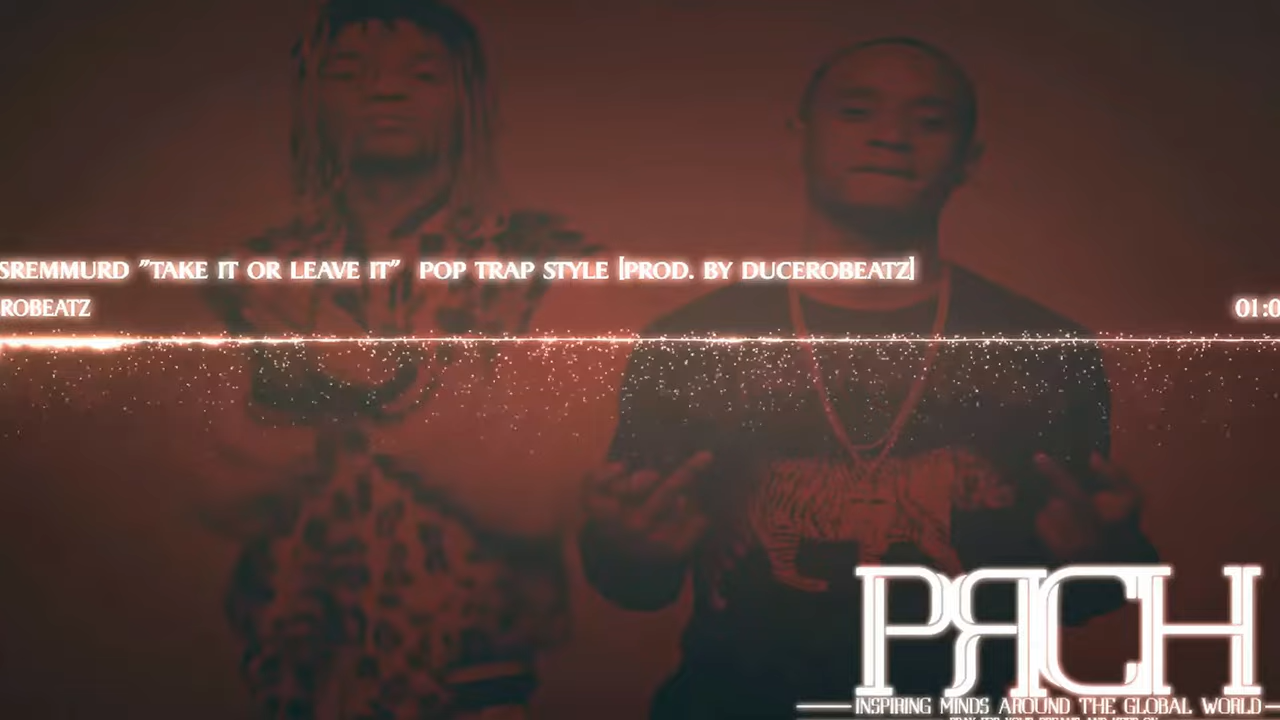 SREMMURD "TAKE IT OR LEAVE IT" POP TRAP STYLE [PROD. BY DUCEROBEATZ]
ROBEATZ
01:0
PRCH
INSPIRING MINDS AROUND THE GLOBAL WORLD